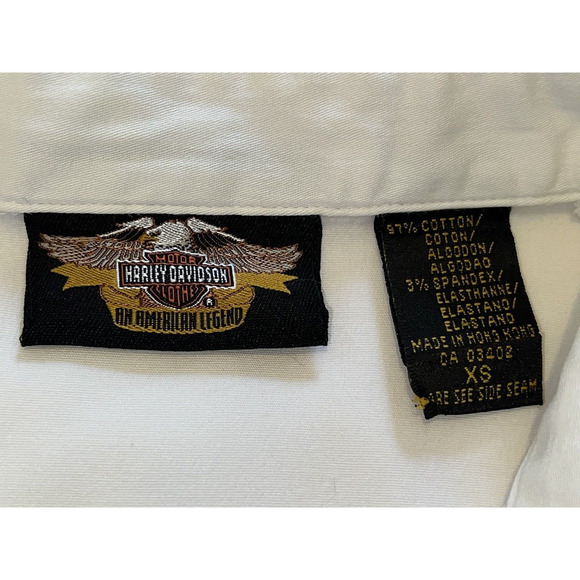 MOTOR
HARLEY-DAVIDSON
CLOTHES
®
AN AMERICAN LEGEND
97% COTTON/
COTON/
ALGODON/
ALGODAO
3% SPANDEX/
ELASTHANNE/
ELASTANO/
ELASTANO
MADE IN HONG KONG
CA 03402
XS
ARE SEE SIDE SEAM